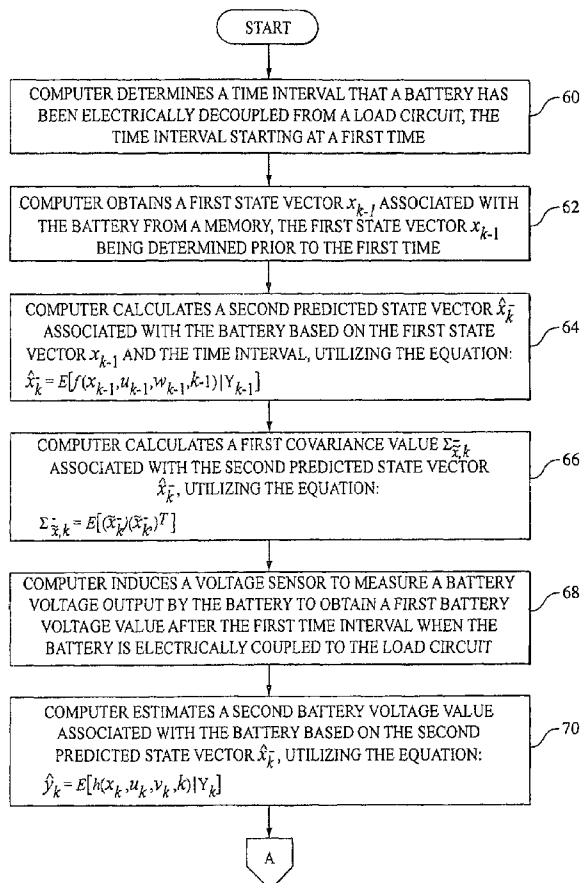 START
COMPUTER DETERMINES A TIME INTERVAL THAT A BATTERY HAS
BEEN ELECTRICALLY DECOUPLED FROM A LOAD CIRCUIT, THE
TIME INTERVAL STARTING AT A FIRST TIME
60
COMPUTER OBTAINS A FIRST STATE VECTOR x_{k-1} ASSOCIATED WITH
THE BATTERY FROM A MEMORY, THE FIRST STATE VECTOR x_{k-1}
BEING DETERMINED PRIOR TO THE FIRST TIME
62
COMPUTER CALCULATES A SECOND PREDICTED STATE VECTOR x̂_k^-
ASSOCIATED WITH THE BATTERY BASED ON THE FIRST STATE
VECTOR x_{k-1} AND THE TIME INTERVAL, UTILIZING THE EQUATION:
x̂_k^- = E[f(x_{k-1},u_{k-1},w_{k-1},k-1)|Y_{k-1}]
64
COMPUTER CALCULATES A FIRST COVARIANCE VALUE Σ_{x̃,k}^-
ASSOCIATED WITH THE SECOND PREDICTED STATE VECTOR
x̂_k^-, UTILIZING THE EQUATION:
Σ_{x̃,k}^- = E[(x̃_k^-)(x̃_k^-)^T]
66
COMPUTER INDUCES A VOLTAGE SENSOR TO MEASURE A BATTERY
VOLTAGE OUTPUT BY THE BATTERY TO OBTAIN A FIRST BATTERY
VOLTAGE VALUE AFTER THE FIRST TIME INTERVAL WHEN THE
BATTERY IS ELECTRICALLY COUPLED TO THE LOAD CIRCUIT
68
COMPUTER ESTIMATES A SECOND BATTERY VOLTAGE VALUE
ASSOCIATED WITH THE BATTERY BASED ON THE SECOND
PREDICTED STATE VECTOR x̂_k^-, UTILIZING THE EQUATION:
ŷ_k = E[h(x_k,u_k,v_k,k)|Y_k]
70
A